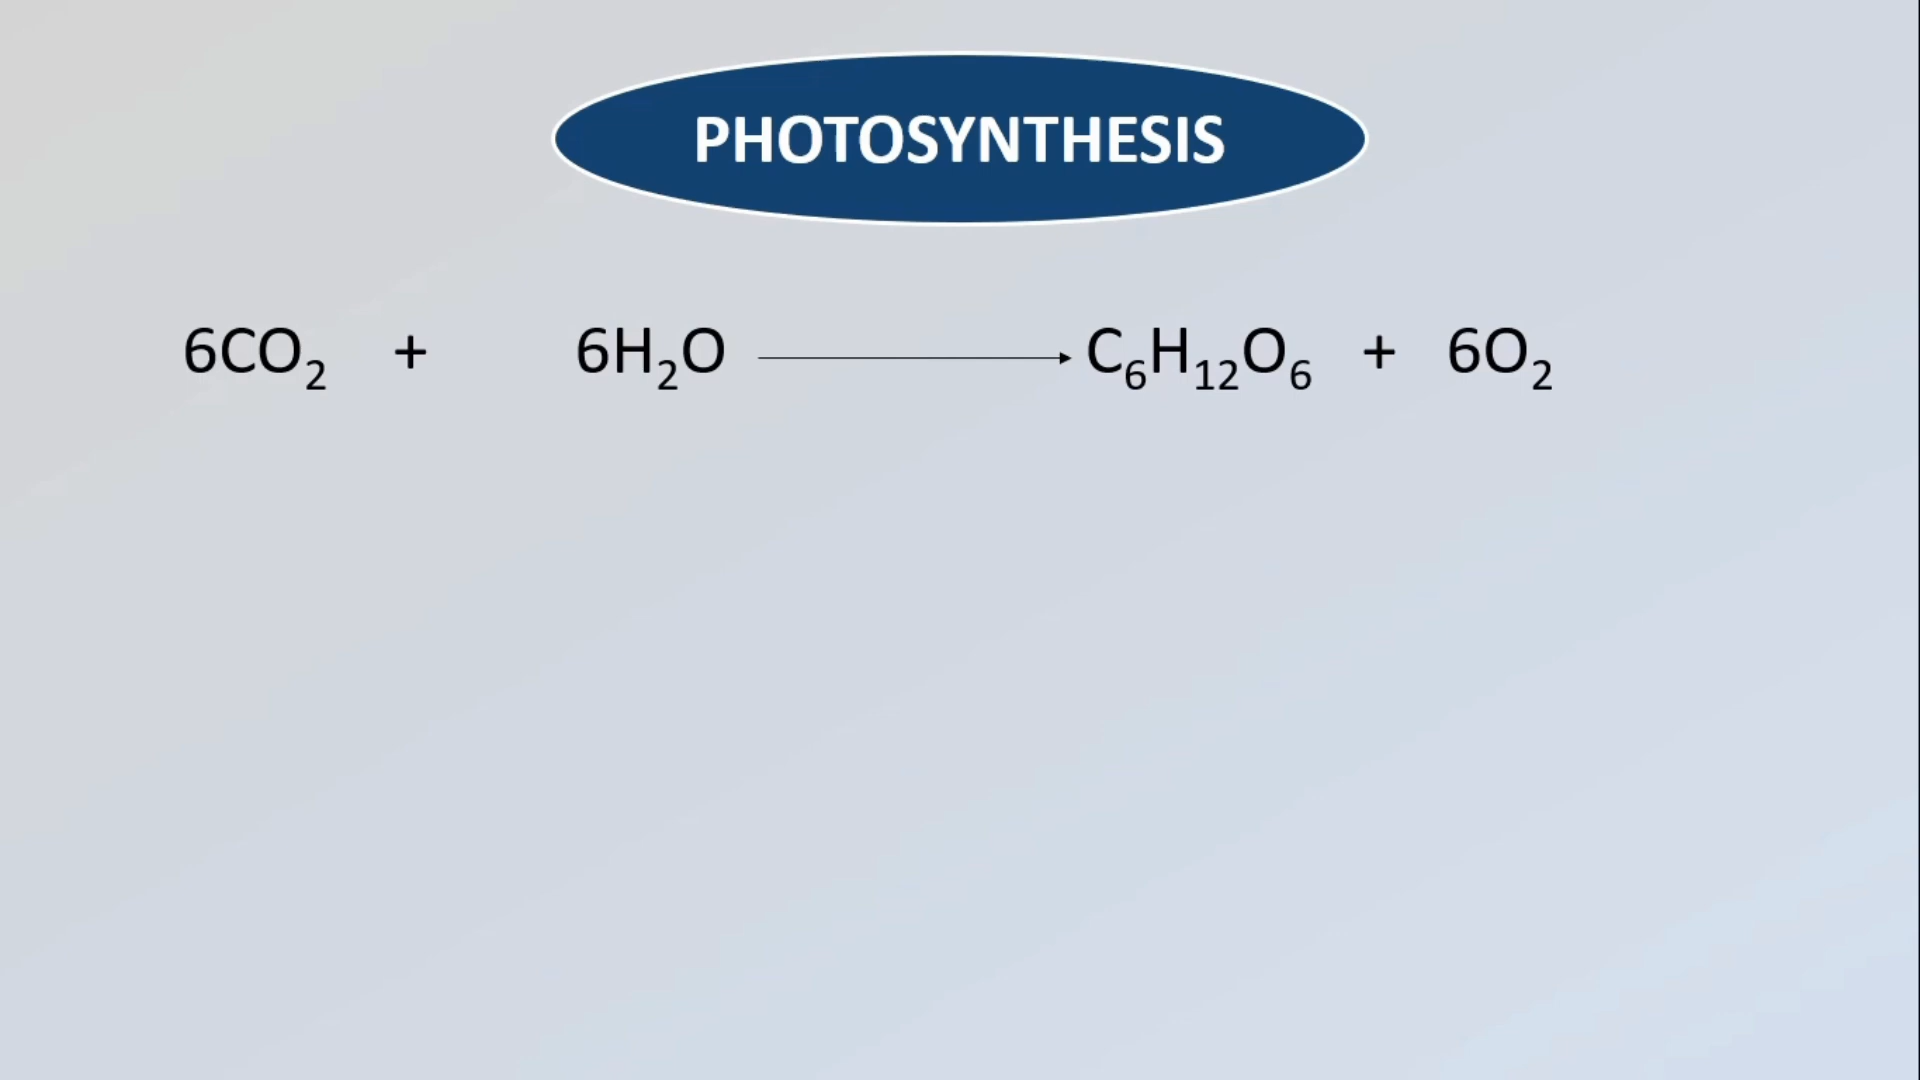 PHOTOSYNTHESIS
6CO₂ + 6H₂O ⟶ C₆H₁₂O₆ + 6O₂